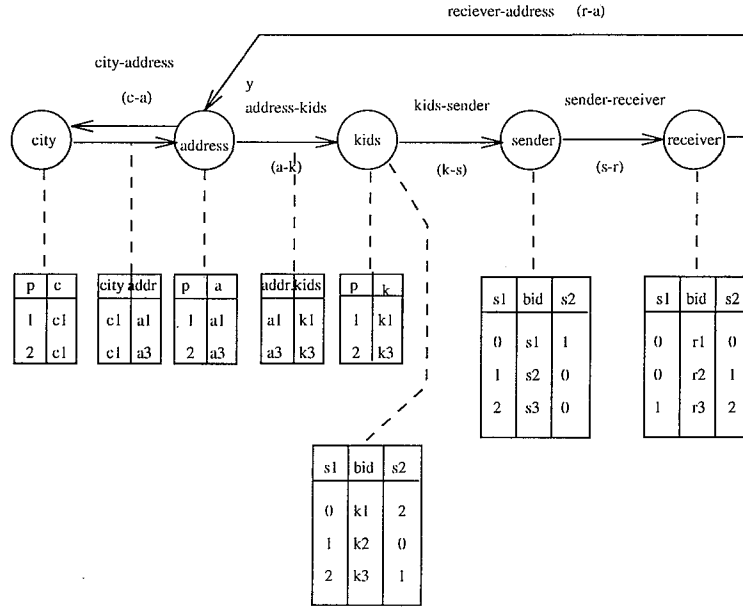 reciever-address (r-a)
city-address
(c-a)
y
address-kids
kids-sender
sender-receiver
city
address
kids
sender
receiver
(a-k)
(k-s)
(s-r)
p c
1 c1
2 c1
city addr
c1 a1
c1 a3
p a
1 a1
2 a3
addr. kids
a1 k1
a3 k3
p k
1 k1
2 k3
s1 bid s2
0 s1 1
1 s2 0
2 s3 0
s1 bid s2
0 r1 0
0 r2 1
1 r3 2
s1 bid s2
0 k1 2
1 k2 0
2 k3 1